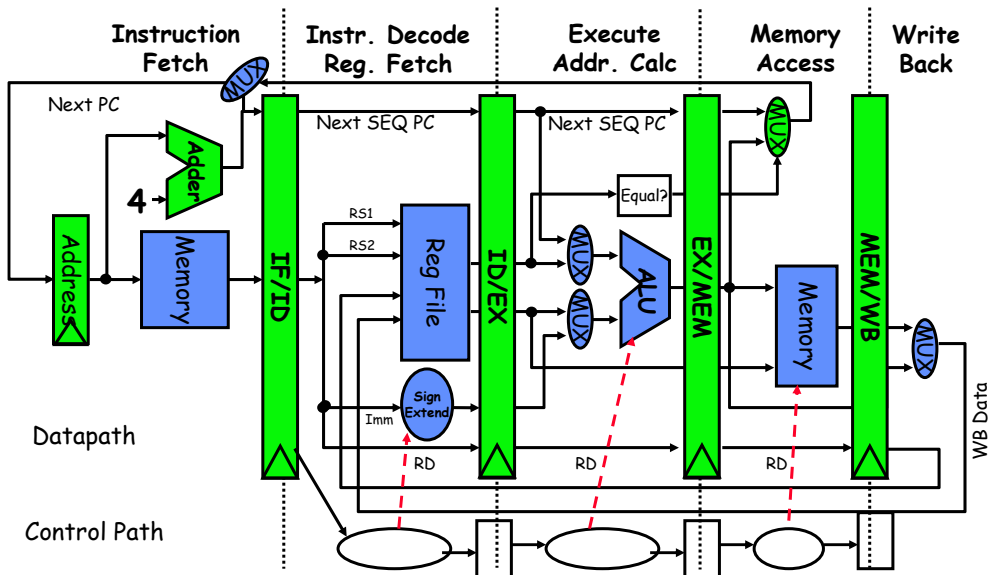 Instruction
Fetch
Instr. Decode
Reg. Fetch
Execute
Addr. Calc
Memory
Access
Write
Back
MUX
Next PC
Next SEQ PC
Next SEQ PC
MUX
Adder
4
Equal?
RS1
RS2
Address
Memory
IF/ID
Reg File
ID/EX
MUX
MUX
ALU
EX/MEM
Memory
MEM/WB
MUX
Sign
Extend
Imm
WB Data
Datapath
RD
RD
RD
Control Path